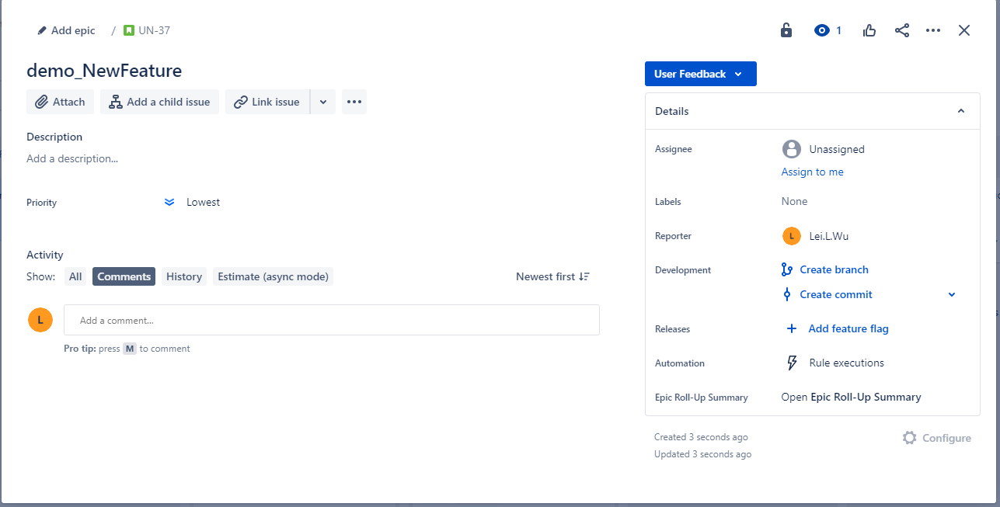 Add epic / UN-37
1
demo_NewFeature
Attach
Add a child issue
Link issue
Description
Add a description...
Priority
Lowest
Activity
Show: All Comments History Estimate (async mode)
Newest first
L
Add a comment...
Pro tip: press M to comment
User Feedback
Details
Assignee
Unassigned
Assign to me
Labels
None
Reporter
L
Lei.L.Wu
Development
Create branch
Create commit
Releases
Add feature flag
Automation
Rule executions
Epic Roll-Up Summary
Open Epic Roll-Up Summary
Created 3 seconds ago
Updated 3 seconds ago
Configure